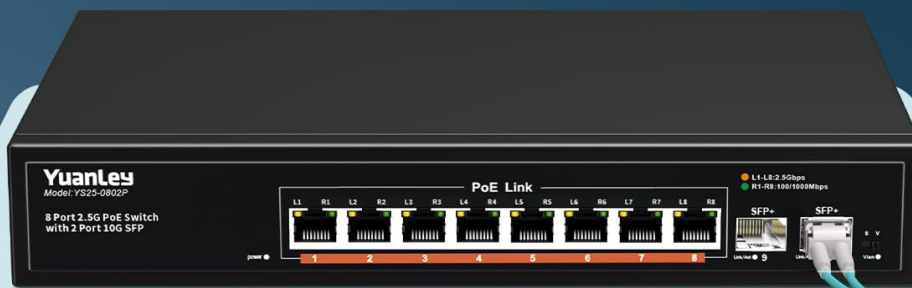 YuanLey
Model: YS25-0802P
8 Port 2.5G PoE Switch
with 2 Port 10G SFP
power
PoE Link
L1 R1 L2 R2 L3 R3 L4 R4 L5 R5 L6 R6 L7 R7 L8 R8
1 2 3 4 5 6 7 8
L1-L8:2.5Gbps
R1-R8:100/1000Mbps
SFP+ SFP+
S V
Link/Act 9
Vlan